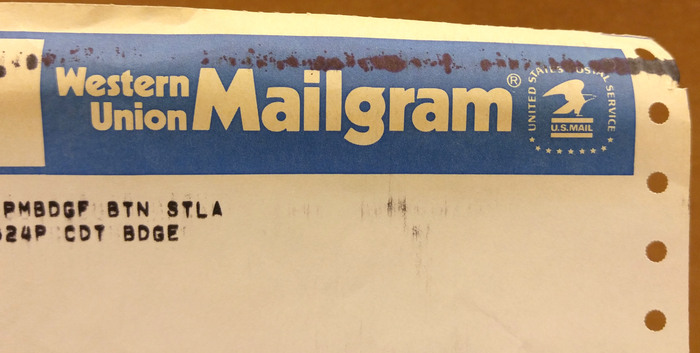 Western
Union Mailgram®
UNITED STATES POSTAL SERVICE
U.S.MAIL
PMBDGF BTN STLA
24P CDT BDGE